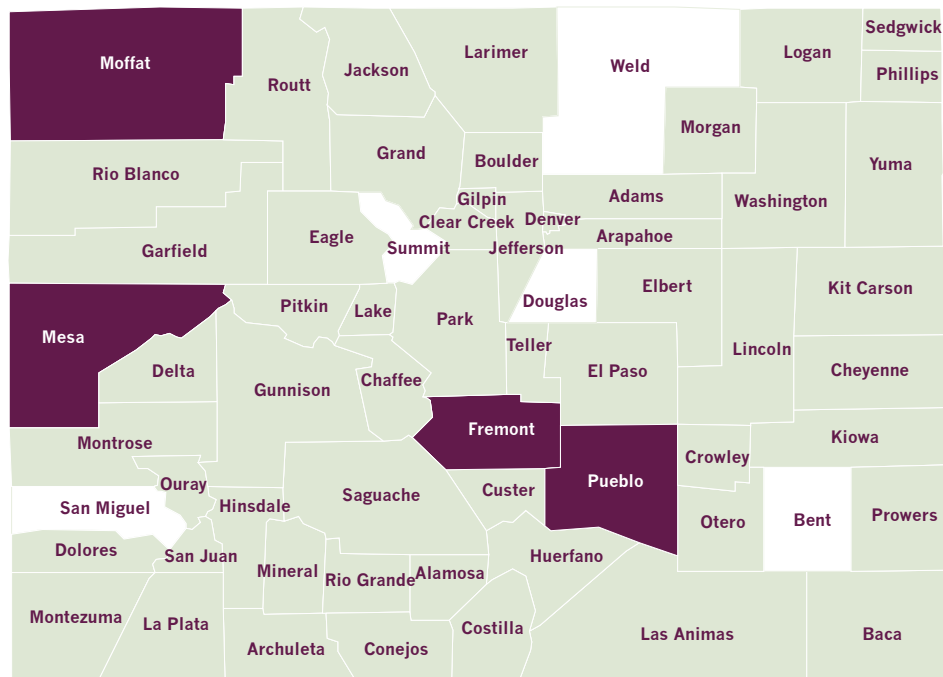 Sedgwick
Moffat
Larimer
Weld
Logan
Jackson
Phillips
Routt
Morgan
Grand
Boulder
Yuma
Rio Blanco
Gilpin
Adams
Washington
Clear Creek
Denver
Eagle
Arapahoe
Garfield
Summit
Jefferson
Elbert
Kit Carson
Pitkin
Lake
Park
Douglas
Mesa
Teller
Lincoln
Delta
El Paso
Cheyenne
Gunnison
Chaffee
Fremont
Kiowa
Montrose
Crowley
Pueblo
Ouray
Custer
Saguache
San Miguel
Hinsdale
Otero
Bent
Prowers
Dolores
San Juan
Huerfano
Mineral
Rio Grande
Alamosa
Montezuma
La Plata
Costilla
Las Animas
Baca
Archuleta
Conejos